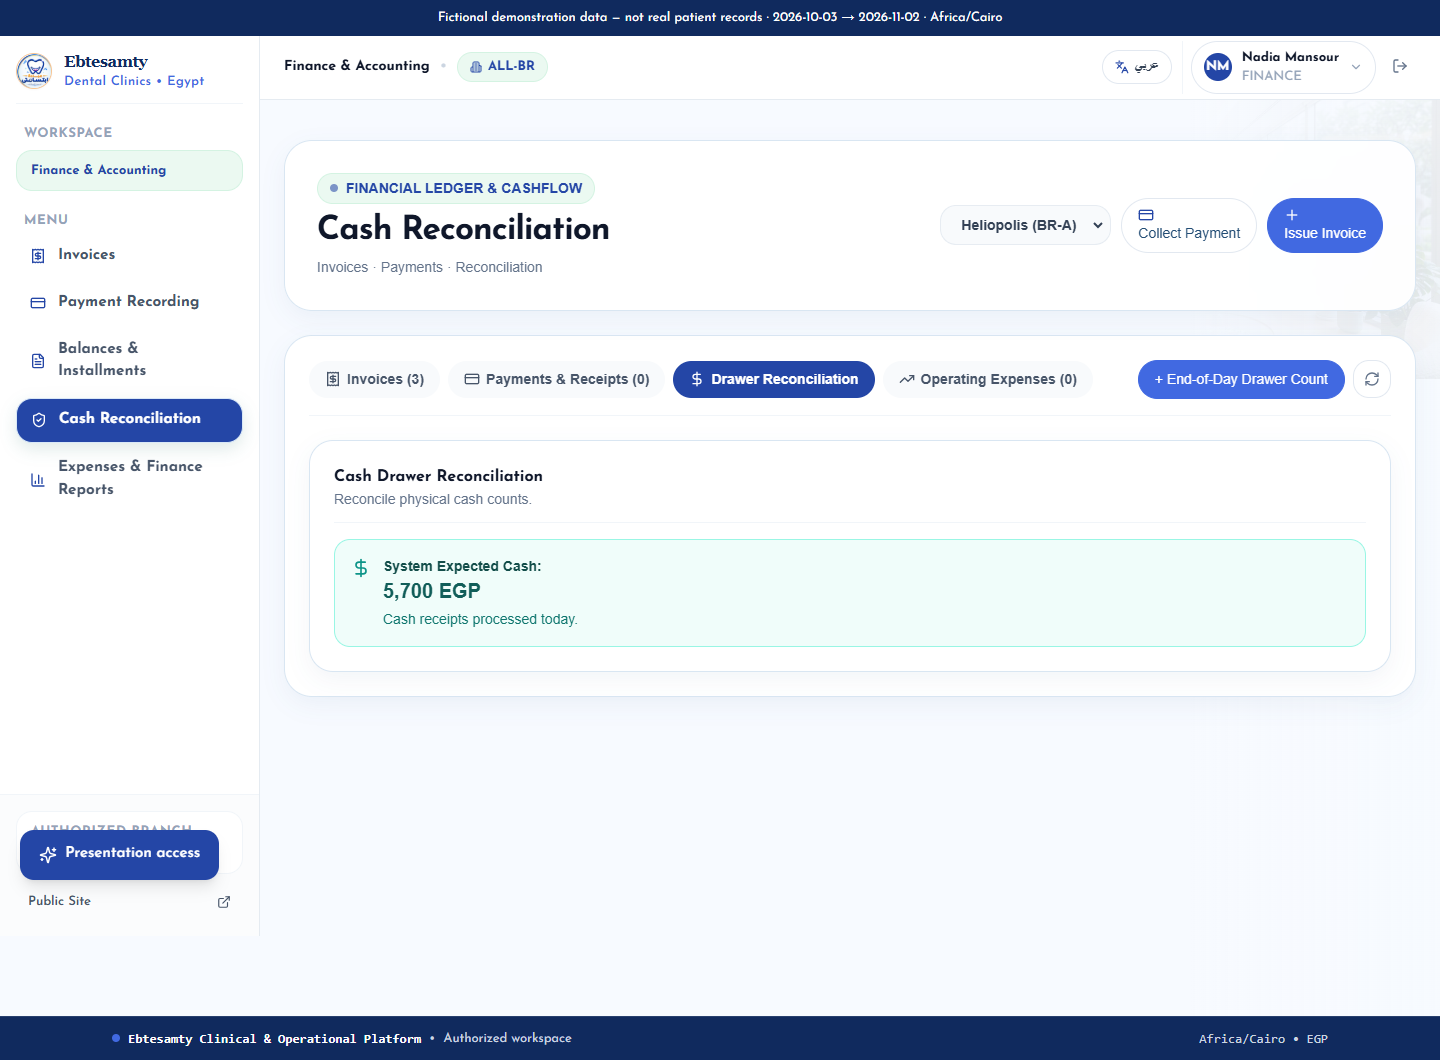 Fictional demonstration data – not real patient records · 2026-10-03 → 2026-11-02 · Africa/Cairo
Ebtesamty
Dental Clinics • Egypt
Finance & Accounting • ALL-BR
عربي
NM
Nadia Mansour
FINANCE
WORKSPACE
Finance & Accounting
MENU
Invoices
Payment Recording
Balances &
Installments
Cash Reconciliation
Expenses & Finance
Reports
AUTHORIZED BRANCH
Presentation access
Public Site
FINANCIAL LEDGER & CASHFLOW
Cash Reconciliation
Invoices · Payments · Reconciliation
Heliopolis (BR-A)
Collect Payment
Issue Invoice
Invoices (3)
Payments & Receipts (0)
Drawer Reconciliation
Operating Expenses (0)
+ End-of-Day Drawer Count
Cash Drawer Reconciliation
Reconcile physical cash counts.
System Expected Cash:
5,700 EGP
Cash receipts processed today.
Ebtesamty Clinical & Operational Platform • Authorized workspace
Africa/Cairo • EGP